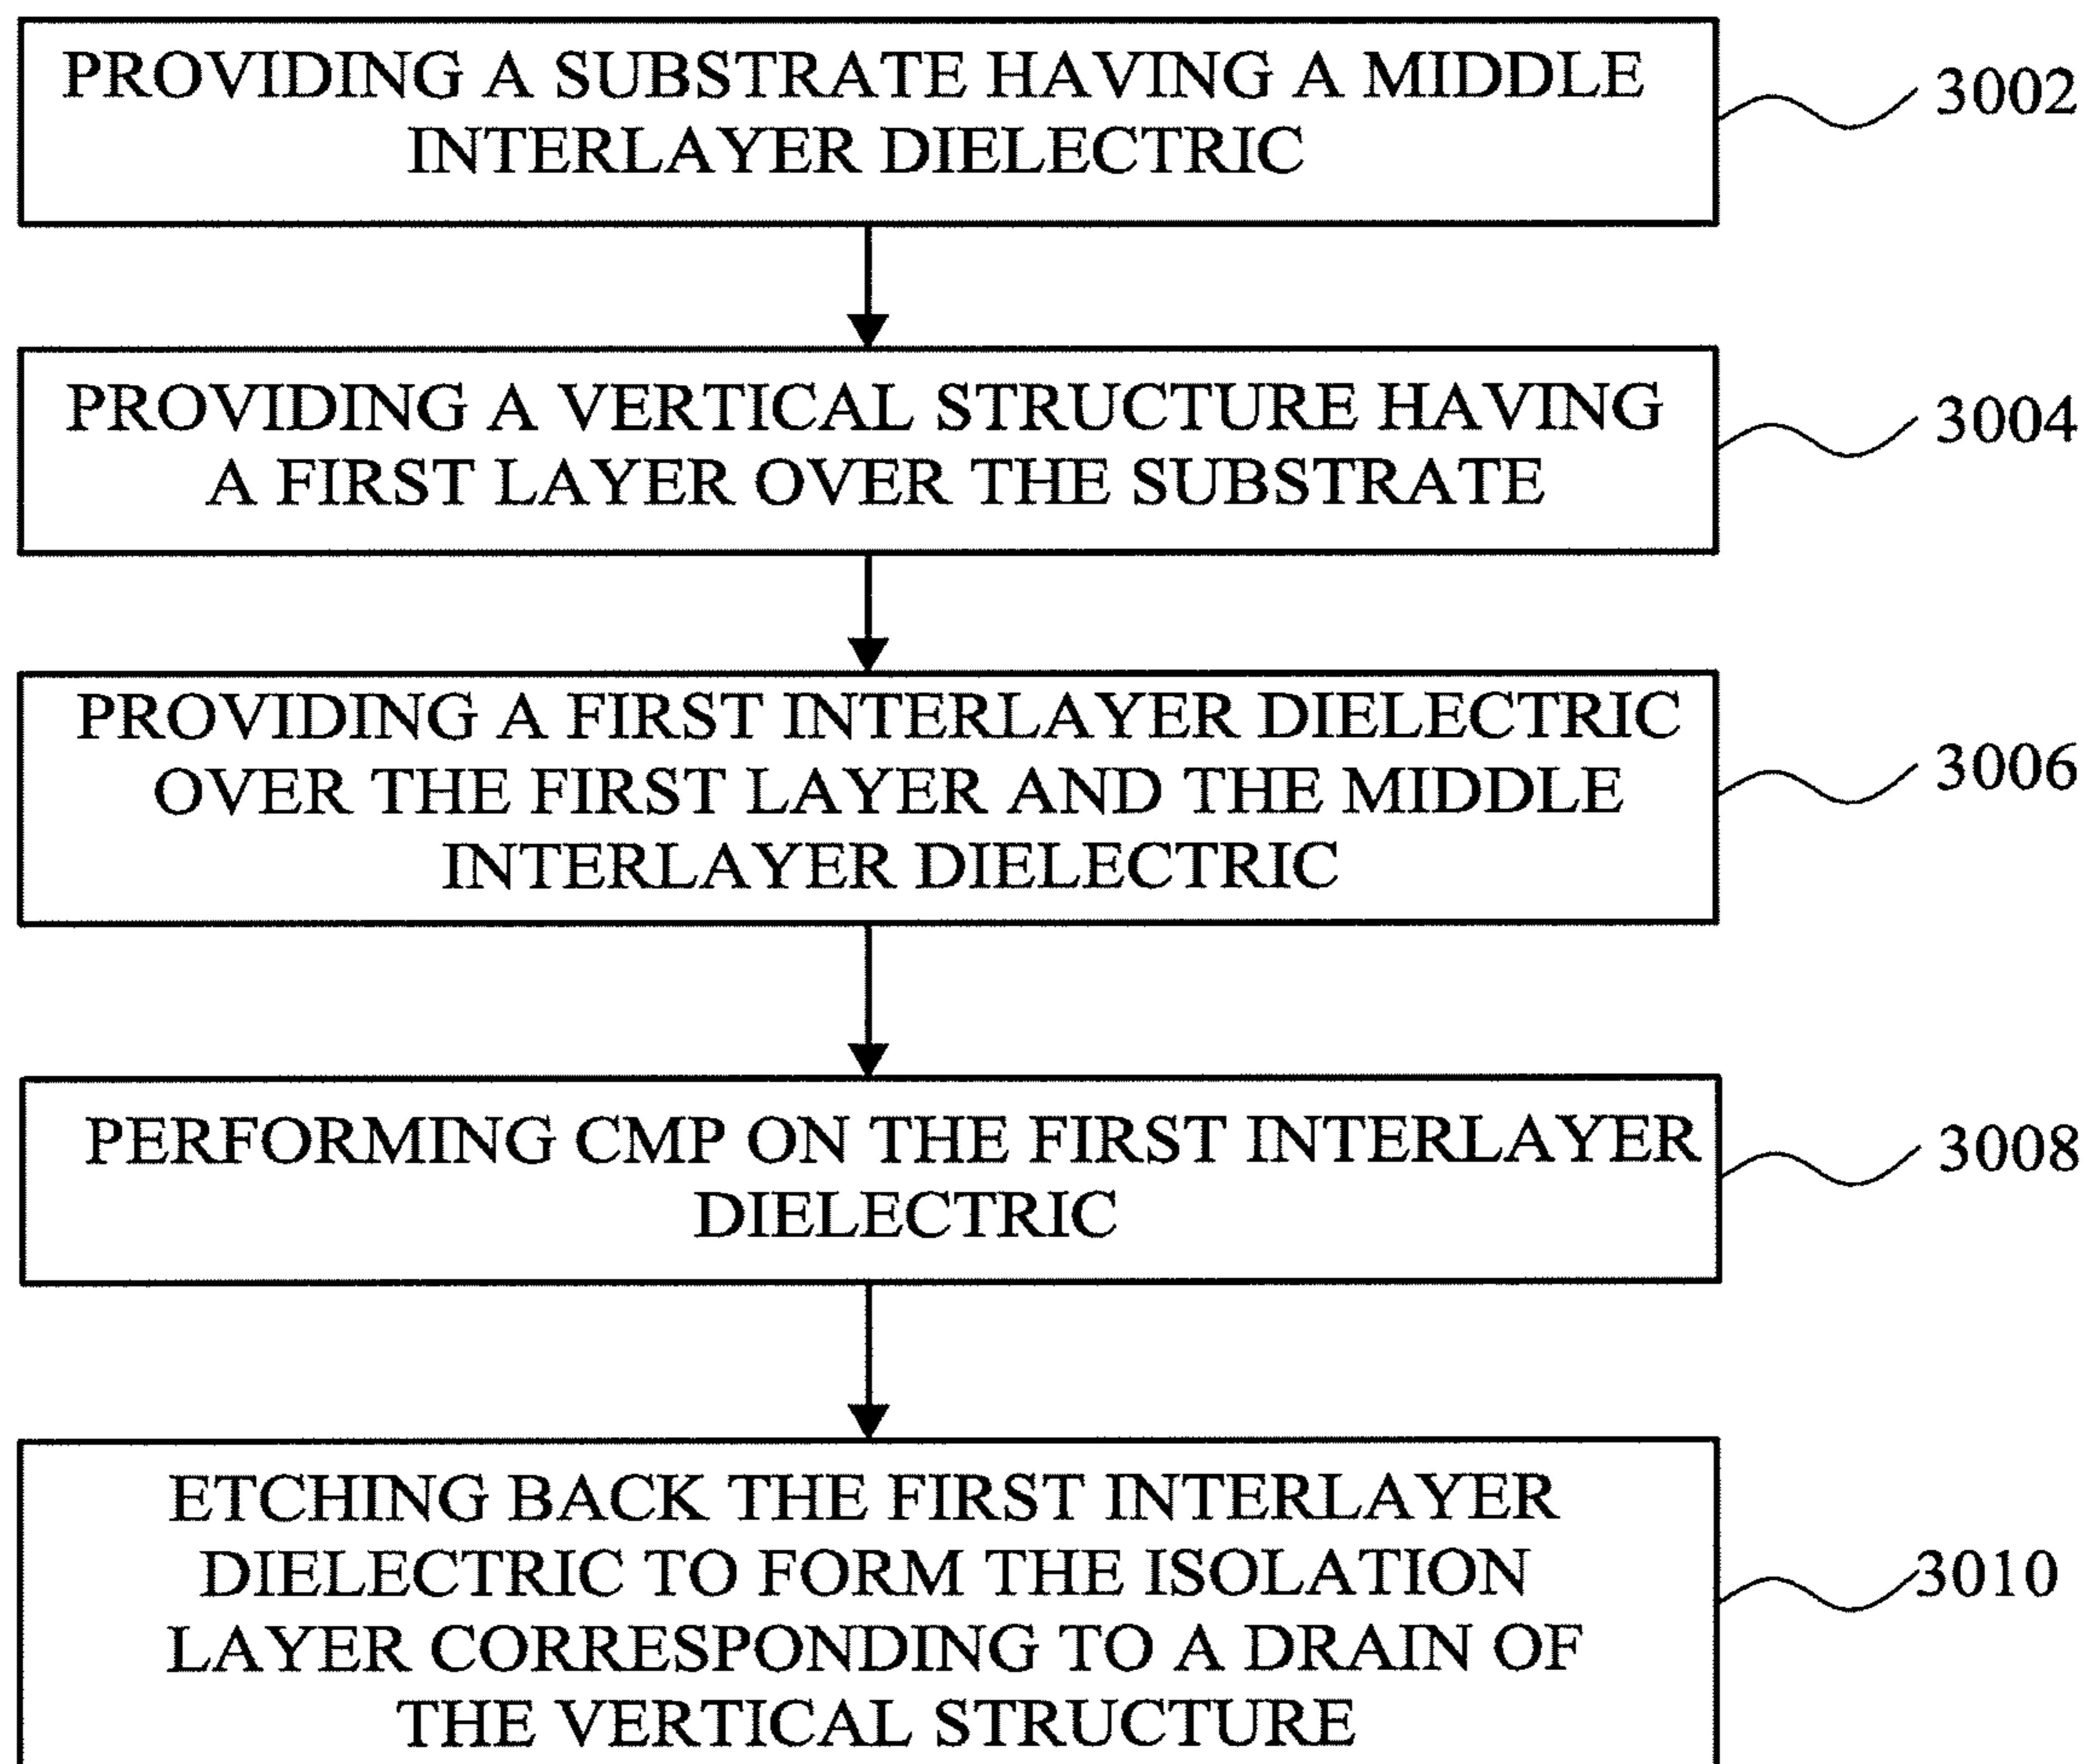 PROVIDING A SUBSTRATE HAVING A MIDDLE
INTERLAYER DIELECTRIC
3002
PROVIDING A VERTICAL STRUCTURE HAVING
A FIRST LAYER OVER THE SUBSTRATE
3004
PROVIDING A FIRST INTERLAYER DIELECTRIC
OVER THE FIRST LAYER AND THE MIDDLE
INTERLAYER DIELECTRIC
3006
PERFORMING CMP ON THE FIRST INTERLAYER
DIELECTRIC
3008
ETCHING BACK THE FIRST INTERLAYER
DIELECTRIC TO FORM THE ISOLATION
LAYER CORRESPONDING TO A DRAIN OF
THE VERTICAL STRUCTURE
3010